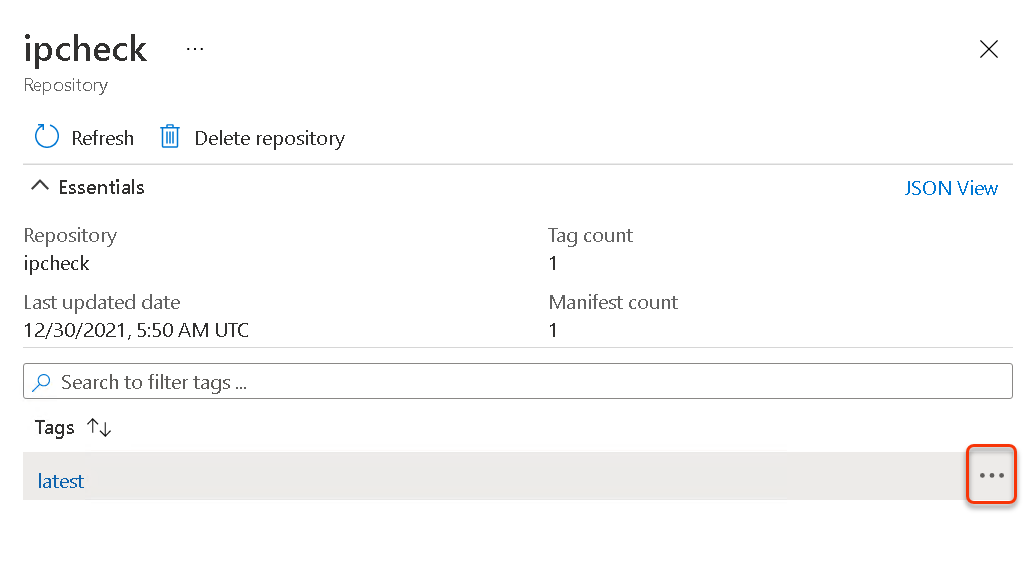 ipcheck ...
Repository
Refresh Delete repository
Essentials JSON View
Repository Tag count
ipcheck 1
Last updated date Manifest count
12/30/2021, 5:50 AM UTC 1
Search to filter tags ...
Tags
latest